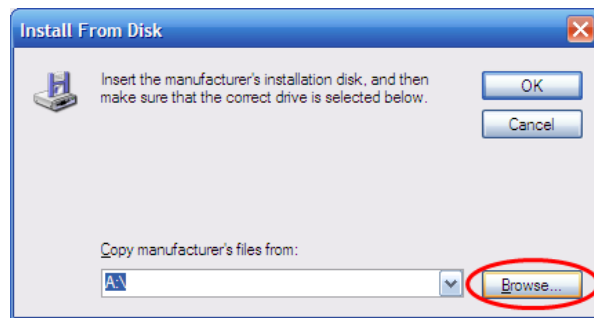 Install From Disk
Insert the manufacturer's installation disk, and then
make sure that the correct drive is selected below.
OK
Cancel
Copy manufacturer's files from:
A:\
Browse...